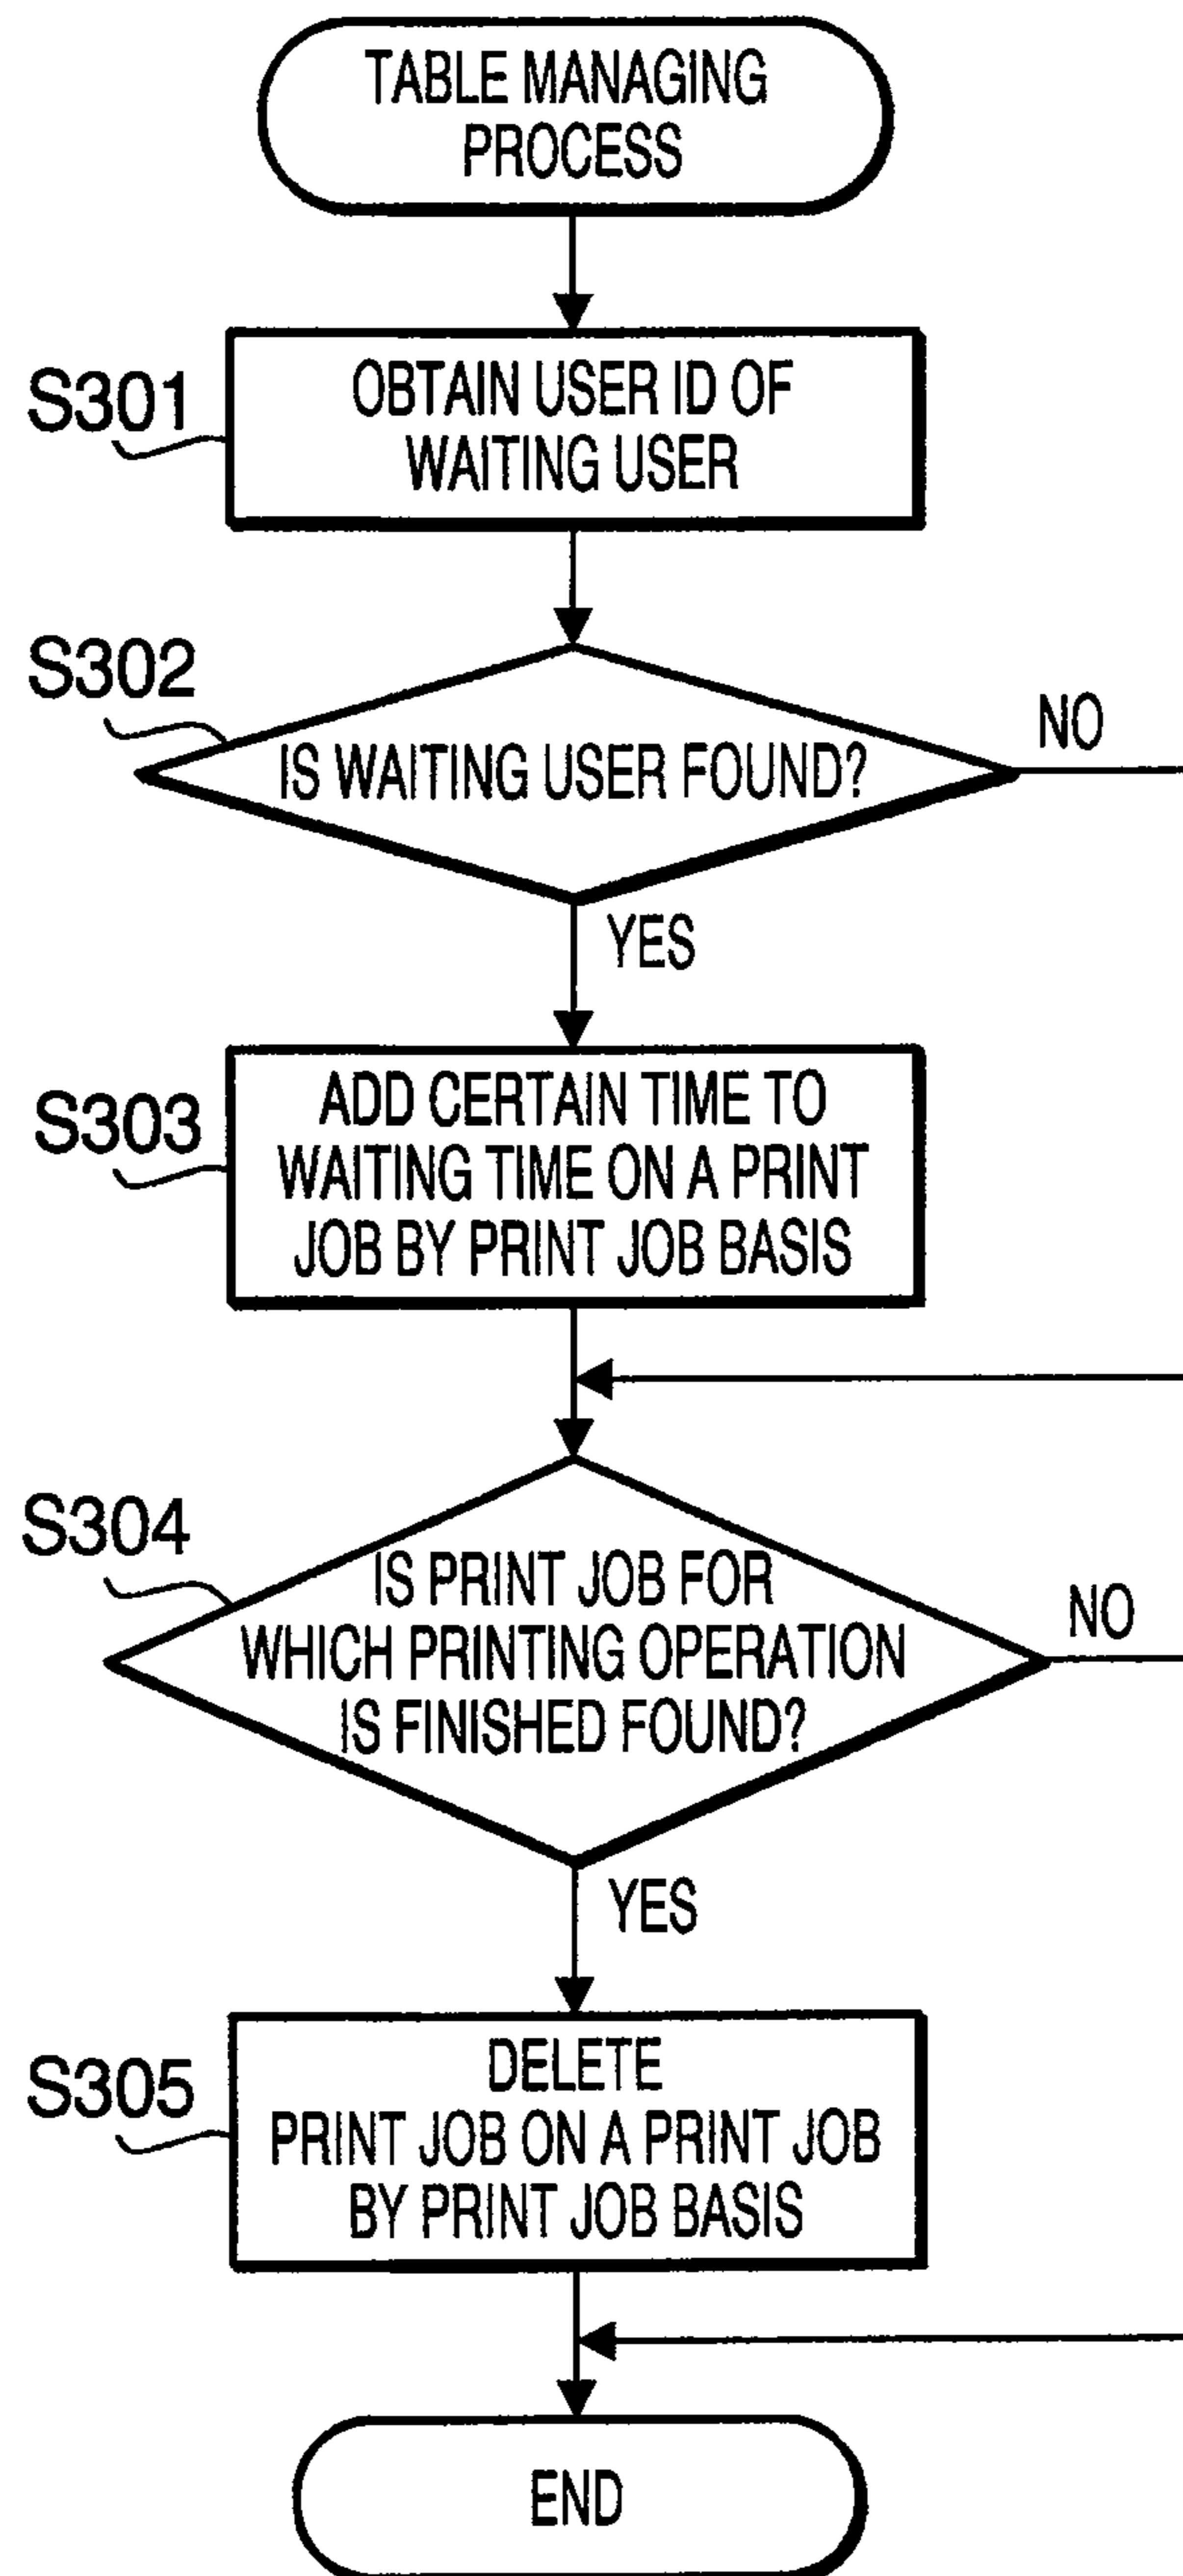 TABLE MANAGING
PROCESS
S301
OBTAIN USER ID OF
WAITING USER
S302
IS WAITING USER FOUND?
NO
YES
S303
ADD CERTAIN TIME TO
WAITING TIME ON A PRINT
JOB BY PRINT JOB BASIS
S304
IS PRINT JOB FOR
WHICH PRINTING OPERATION
IS FINISHED FOUND?
NO
YES
S305
DELETE
PRINT JOB ON A PRINT JOB
BY PRINT JOB BASIS
END